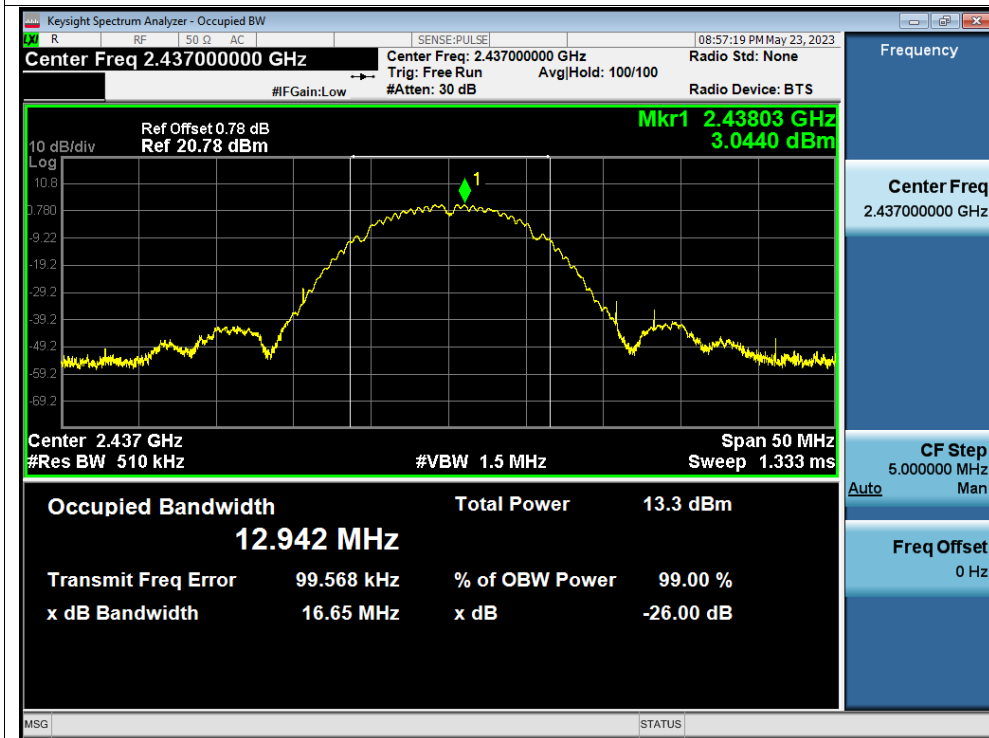 Keysight Spectrum Analyzer - Occupied BW
LXI R RF 50 Ω AC SENSE:PULSE 08:57:19 PM May 23, 2023
Center Freq 2.437000000 GHz
Center Freq: 2.437000000 GHz Radio Std: None
Trig: Free Run Avg|Hold: 100/100
#IFGain:Low #Atten: 30 dB Radio Device: BTS
Frequency
Mkr1 2.43803 GHz
3.0440 dBm
Ref Offset 0.78 dB
10 dB/div Ref 20.78 dBm
Log
10.8
0.780
-9.22
-19.2
-29.2
-39.2
-49.2
-59.2
-69.2
1
Center 2.437 GHz Span 50 MHz
#Res BW 510 kHz #VBW 1.5 MHz Sweep 1.333 ms
Occupied Bandwidth Total Power 13.3 dBm
12.942 MHz
Transmit Freq Error 99.568 kHz % of OBW Power 99.00 %
x dB Bandwidth 16.65 MHz x dB -26.00 dB
Center Freq
2.437000000 GHz
CF Step
5.000000 MHz
Auto Man
Freq Offset
0 Hz
MSG STATUS